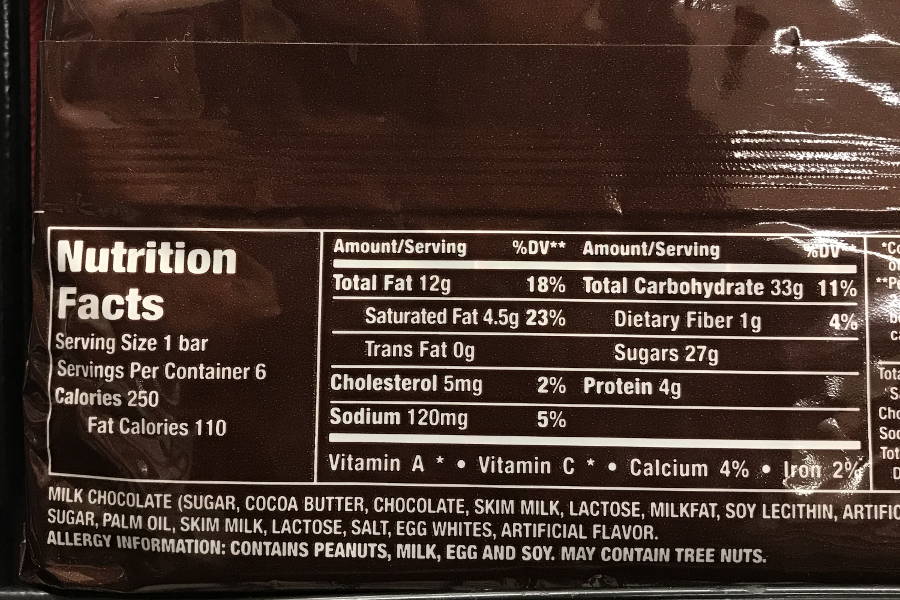 Nutrition
Facts
Serving Size 1 bar
Servings Per Container 6
Calories 250
Fat Calories 110
Amount/Serving %DV** Amount/Serving %DV**
Total Fat 12g 18% Total Carbohydrate 33g 11%
Saturated Fat 4.5g 23% Dietary Fiber 1g 4%
Trans Fat 0g Sugars 27g
Cholesterol 5mg 2% Protein 4g
Sodium 120mg 5%
Vitamin A * • Vitamin C * • Calcium 4% • Iron 2%
MILK CHOCOLATE (SUGAR, COCOA BUTTER, CHOCOLATE, SKIM MILK, LACTOSE, MILKFAT, SOY LECITHIN,
SUGAR, PALM OIL, SKIM MILK, LACTOSE, SALT, EGG WHITES, ARTIFICIAL FLAVOR.
ALLERGY INFORMATION: CONTAINS PEANUTS, MILK, EGG AND SOY. MAY CONTAIN TREE NUTS.